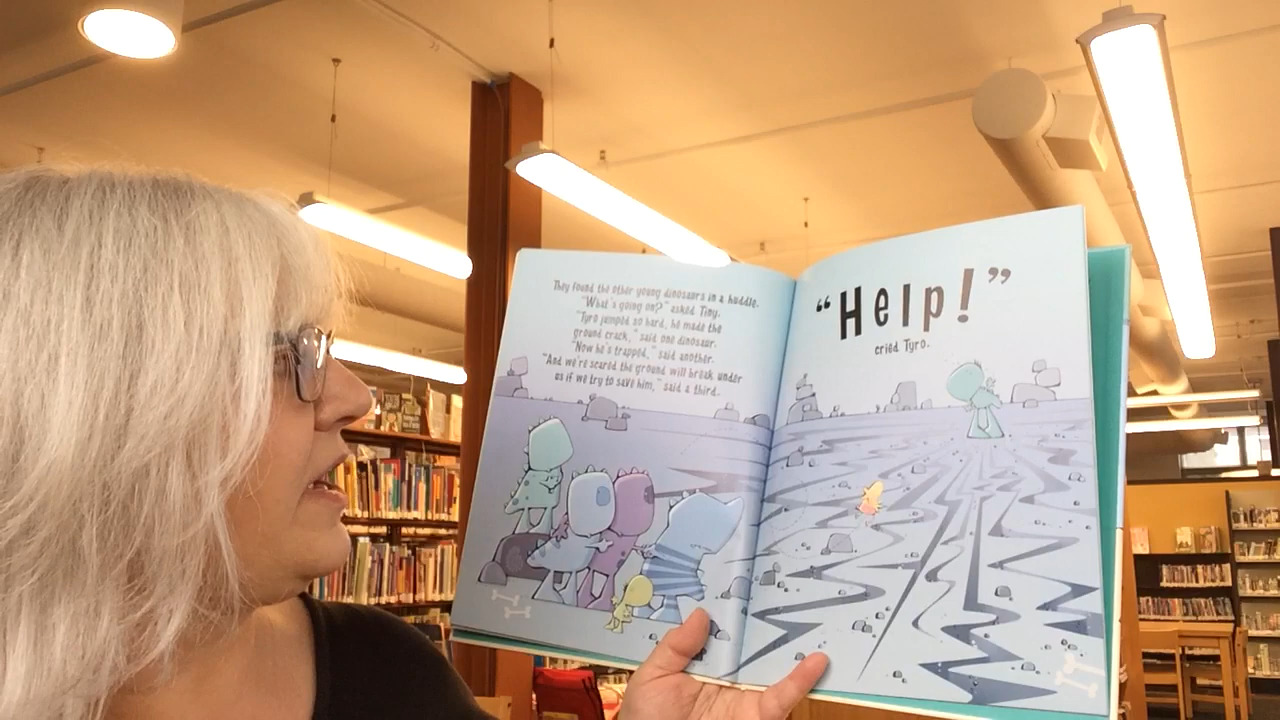 They found the other young dinosaurs in a huddle.
"What's going on?" asked Tiny.
"Tyro jumped so hard, he made the
ground crack," said one dinosaur.
"Now he's trapped," said another.
"And we're scared the ground will break under
us if we try to save him," said a third.
"Help!"
cried Tyro.